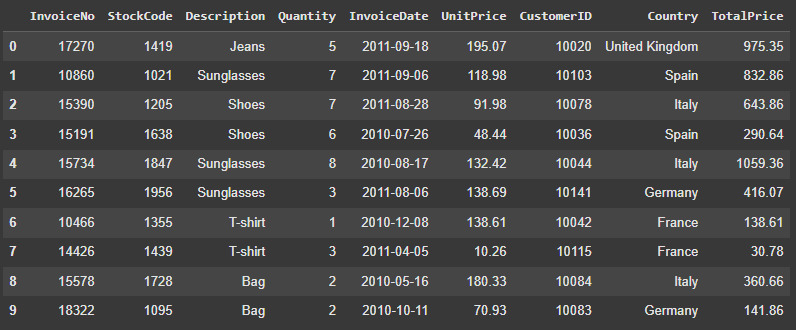 InvoiceNo StockCode Description Quantity InvoiceDate UnitPrice CustomerID Country TotalPrice
0 17270 1419 Jeans 5 2011-09-18 195.07 10020 United Kingdom 975.35
1 10860 1021 Sunglasses 7 2011-09-06 118.98 10103 Spain 832.86
2 15390 1205 Shoes 7 2011-08-28 91.98 10078 Italy 643.86
3 15191 1638 Shoes 6 2010-07-26 48.44 10036 Spain 290.64
4 15734 1847 Sunglasses 8 2010-08-17 132.42 10044 Italy 1059.36
5 16265 1956 Sunglasses 3 2011-08-06 138.69 10141 Germany 416.07
6 10466 1355 T-shirt 1 2010-12-08 138.61 10042 France 138.61
7 14426 1439 T-shirt 3 2011-04-05 10.26 10115 France 30.78
8 15578 1728 Bag 2 2010-05-16 180.33 10084 Italy 360.66
9 18322 1095 Bag 2 2010-10-11 70.93 10083 Germany 141.86